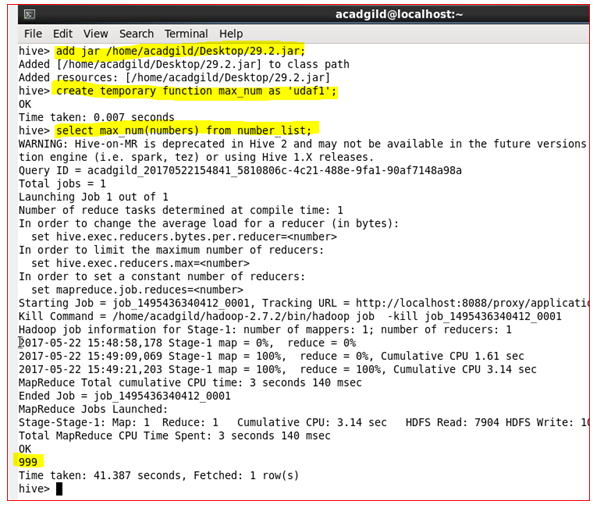 acadgild@localhost:~
File Edit View Search Terminal Help
hive> add jar /home/acadgild/Desktop/29.2.jar;
Added [/home/acadgild/Desktop/29.2.jar] to class path
Added resources: [/home/acadgild/Desktop/29.2.jar]
hive> create temporary function max_num as 'udaf1';
OK
Time taken: 0.007 seconds
hive> select max_num(numbers) from number_list;
WARNING: Hive-on-MR is deprecated in Hive 2 and may not be available in the future versions
tion engine (i.e. spark, tez) or using Hive 1.X releases.
Query ID = acadgild_20170522154841_5810806c-4c21-488e-9fa1-90af7148a98a
Total jobs = 1
Launching Job 1 out of 1
Number of reduce tasks determined at compile time: 1
In order to change the average load for a reducer (in bytes):
  set hive.exec.reducers.bytes.per.reducer=<number>
In order to limit the maximum number of reducers:
  set hive.exec.reducers.max=<number>
In order to set a constant number of reducers:
  set mapreduce.job.reduces=<number>
Starting Job = job_1495436340412_0001, Tracking URL = http://localhost:8088/proxy/applicatio
Kill Command = /home/acadgild/hadoop-2.7.2/bin/hadoop job  -kill job_1495436340412_0001
Hadoop job information for Stage-1: number of mappers: 1; number of reducers: 1
2017-05-22 15:48:58,178 Stage-1 map = 0%,  reduce = 0%
2017-05-22 15:49:09,069 Stage-1 map = 100%,  reduce = 0%, Cumulative CPU 1.61 sec
2017-05-22 15:49:21,203 Stage-1 map = 100%,  reduce = 100%, Cumulative CPU 3.14 sec
MapReduce Total cumulative CPU time: 3 seconds 140 msec
Ended Job = job_1495436340412_0001
MapReduce Jobs Launched:
Stage-Stage-1: Map: 1  Reduce: 1   Cumulative CPU: 3.14 sec   HDFS Read: 7904 HDFS Write: 10
Total MapReduce CPU Time Spent: 3 seconds 140 msec
OK
999
Time taken: 41.387 seconds, Fetched: 1 row(s)
hive>